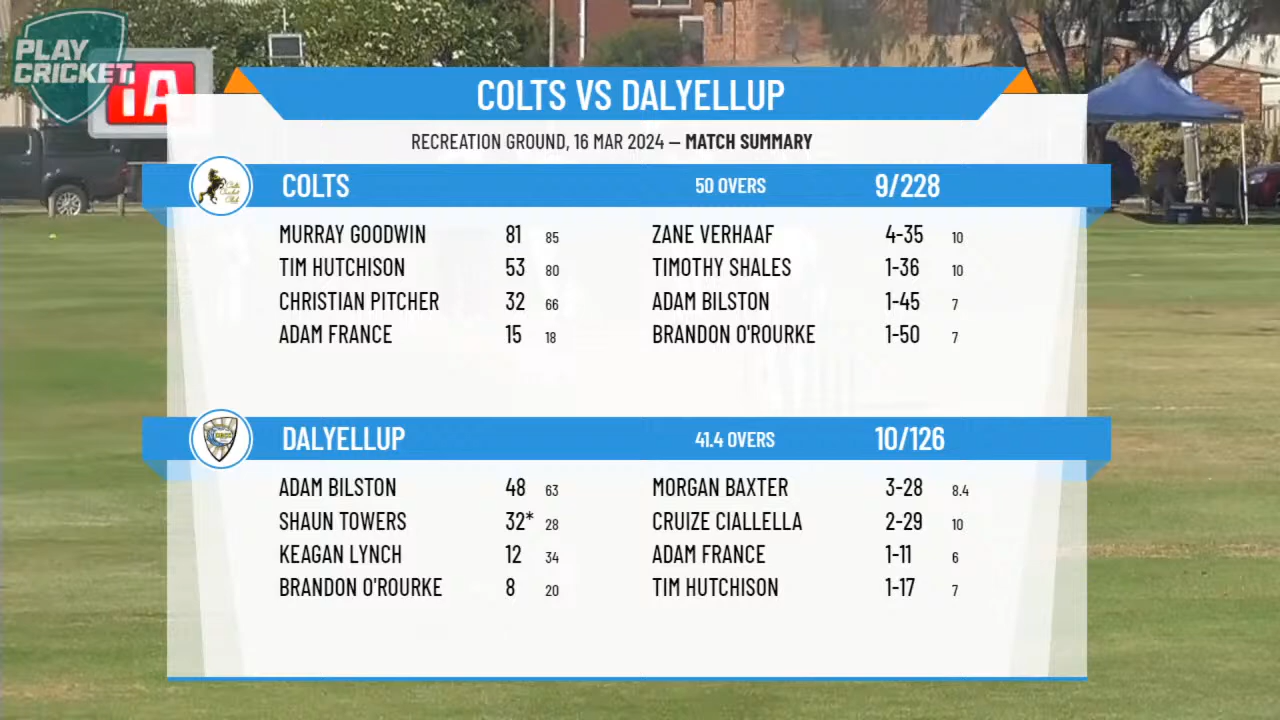 PLAY
CRICKET
iA
COLTS VS DALYELLUP
RECREATION GROUND, 16 MAR 2024 – MATCH SUMMARY
COLTS 50 OVERS 9/228
MURRAY GOODWIN 81 85 ZANE VERHAAF 4-35 10
TIM HUTCHISON 53 80 TIMOTHY SHALES 1-36 10
CHRISTIAN PITCHER 32 66 ADAM BILSTON 1-45 7
ADAM FRANCE 15 18 BRANDON O'ROURKE 1-50 7
DALYELLUP 41.4 OVERS 10/126
ADAM BILSTON 48 63 MORGAN BAXTER 3-28 8.4
SHAUN TOWERS 32* 28 CRUIZE CIALLELLA 2-29 10
KEAGAN LYNCH 12 34 ADAM FRANCE 1-11 6
BRANDON O'ROURKE 8 20 TIM HUTCHISON 1-17 7